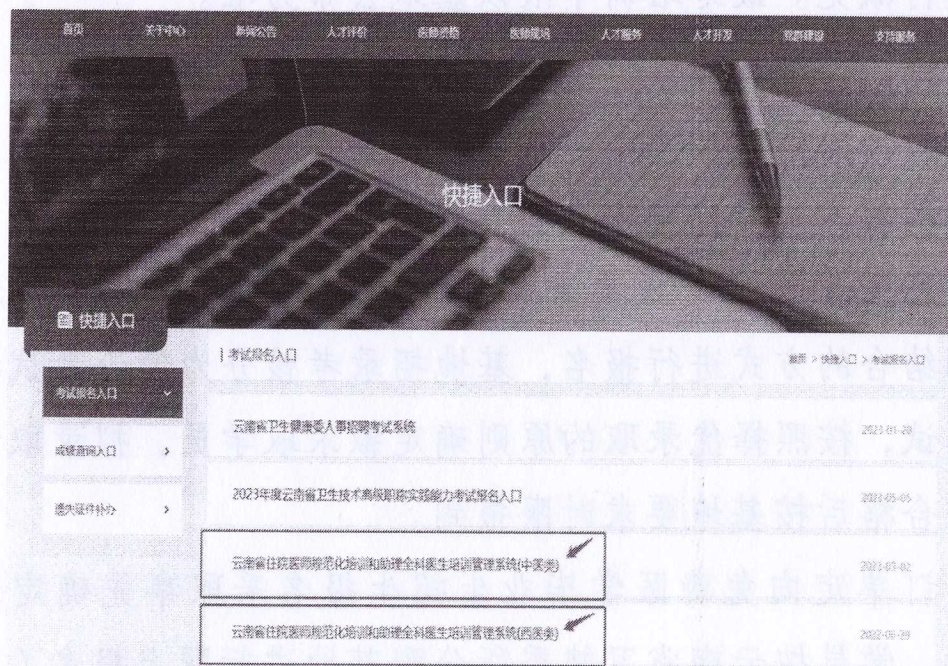 首页 关于中心 新闻公告 人才评价 医师资格 医师规培 人才服务 人才开发 党群建设 支持服务
快捷入口
快捷入口
考试报名入口
首页 > 快捷入口 > 考试报名入口
考试报名入口
成绩查询入口
遗失证件补办
云南省卫生健康委人事招聘考试系统
2023年度云南省卫生技术高级职称实践能力考试报名入口
2023-05-05
云南省住院医师规范化培训和助理全科医生培训管理系统(中医类)
2023-03-02
云南省住院医师规范化培训和助理全科医生培训管理系统(西医类)